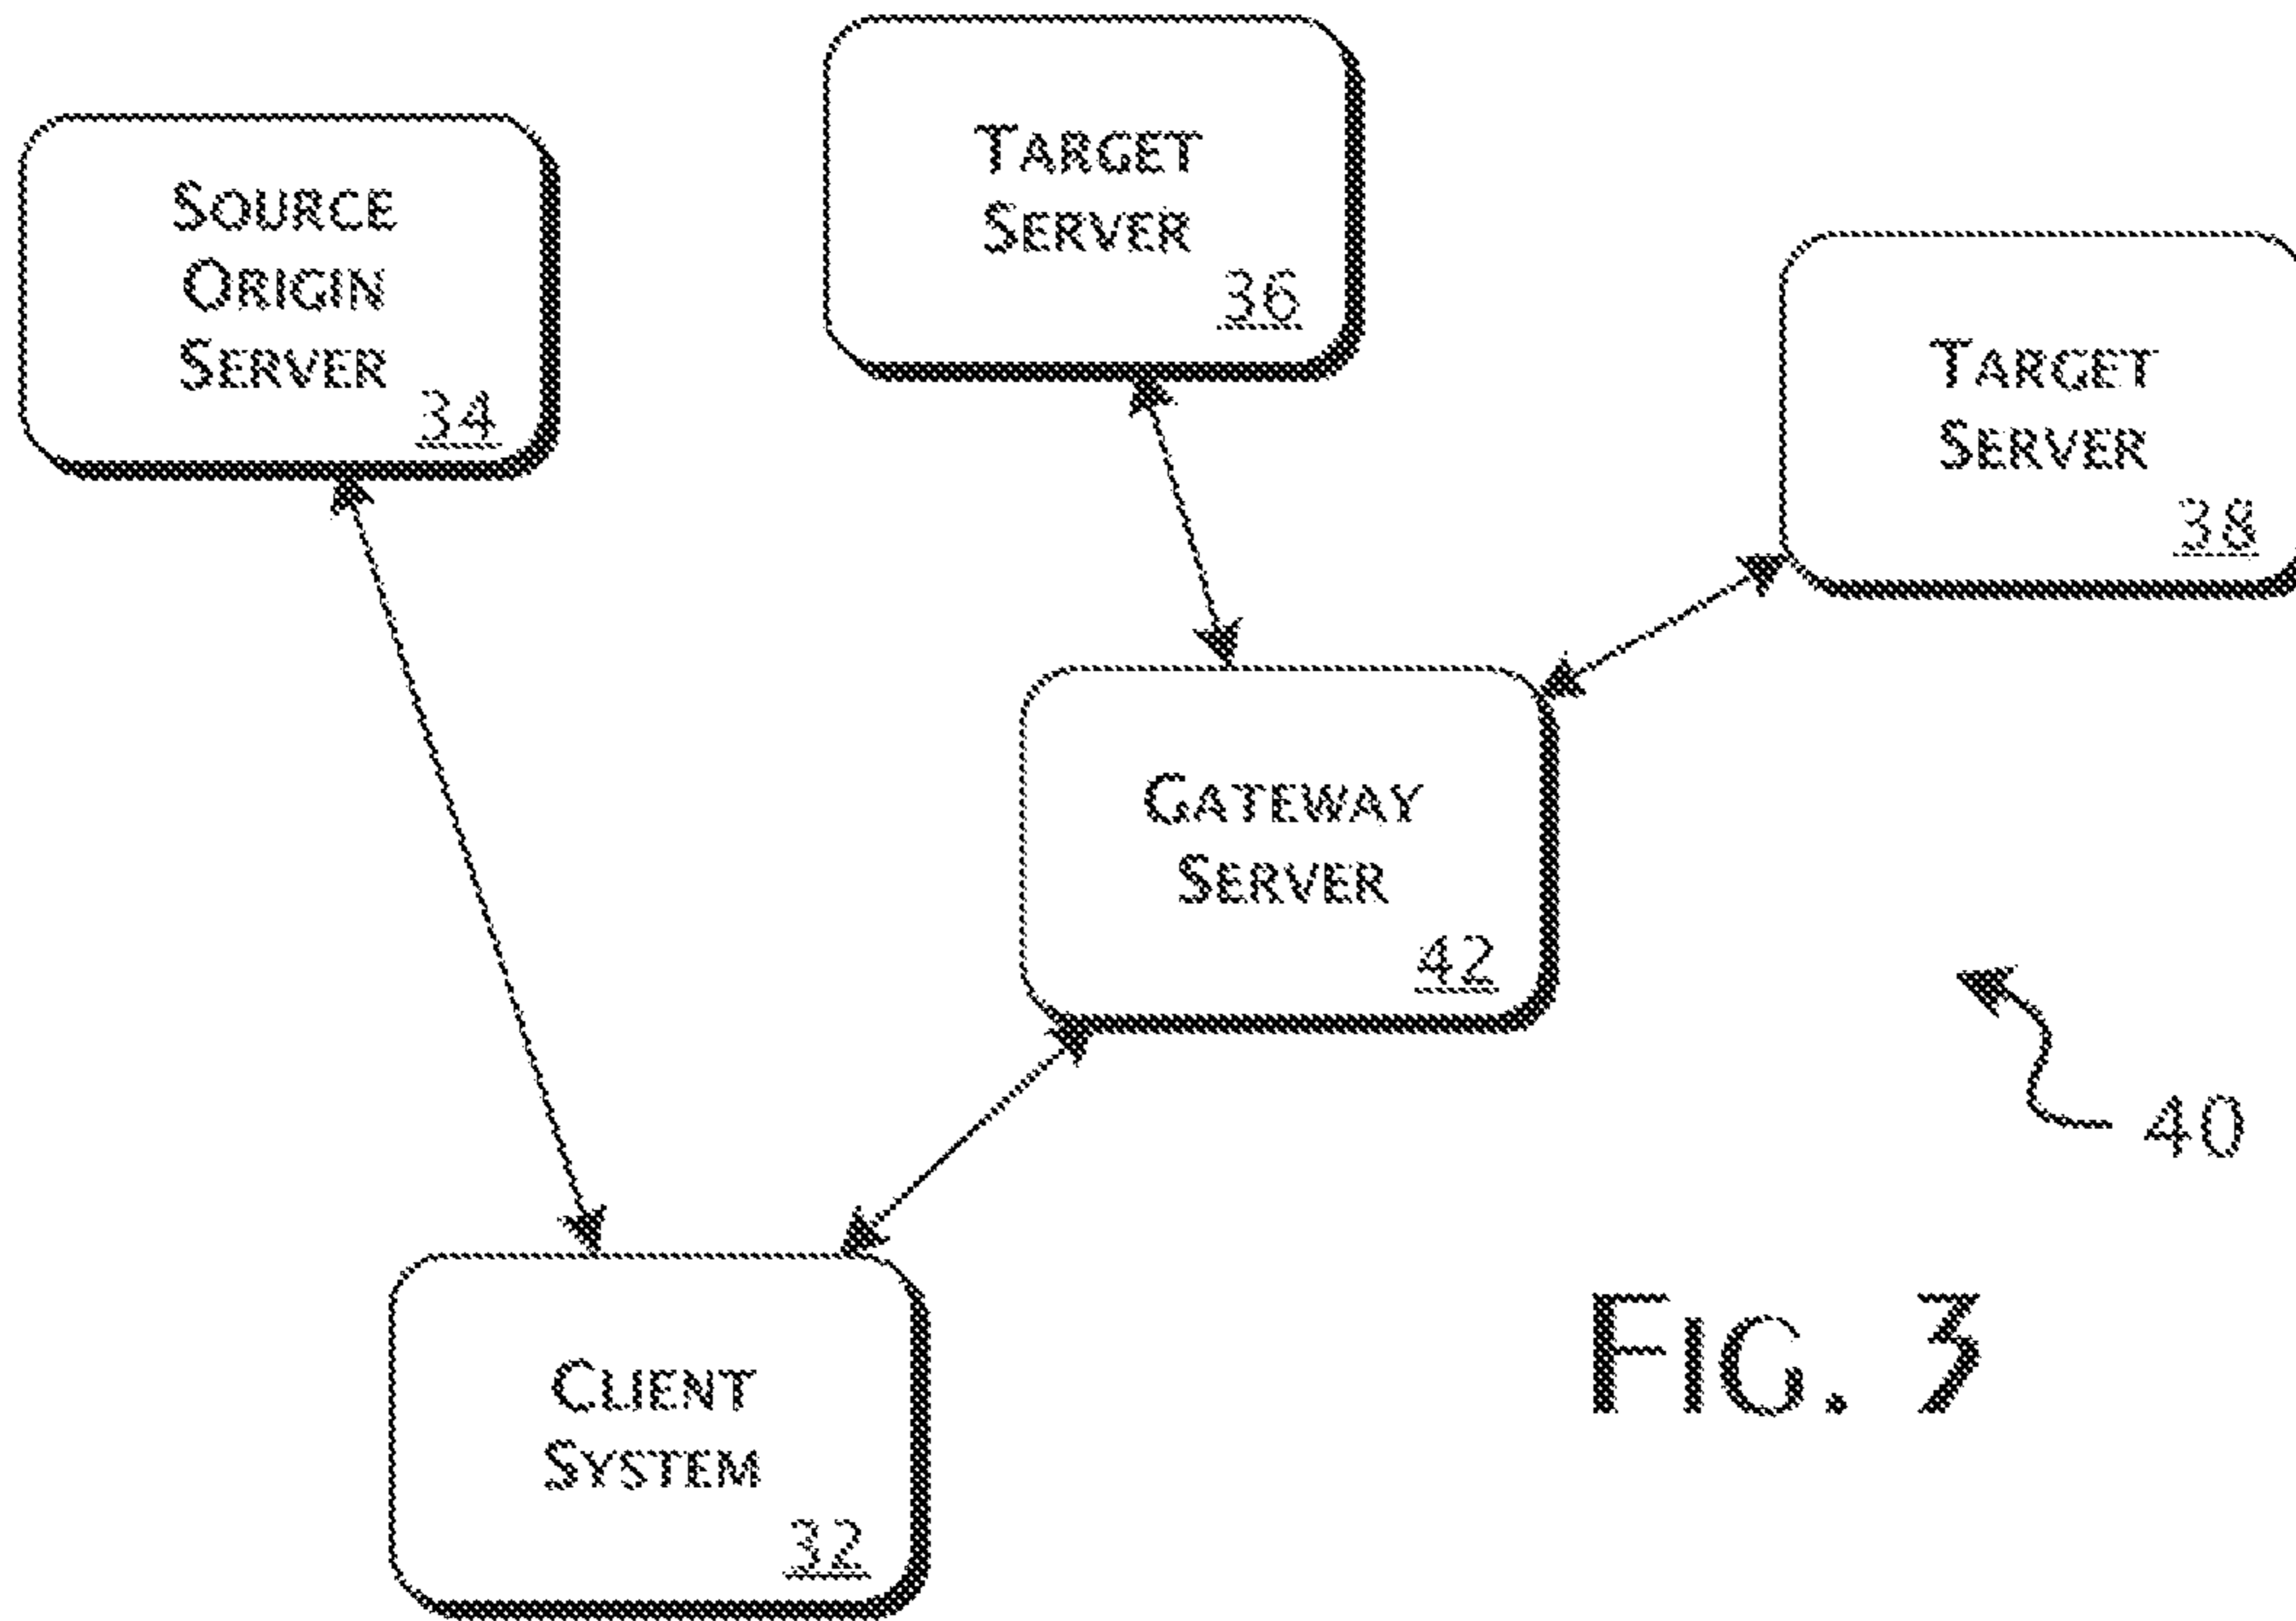 SOURCE
ORIGIN
SERVER
34
TARGET
SERVER
36
TARGET
SERVER
38
GATEWAY
SERVER
42
40
CLIENT
SYSTEM
32
FIG. 3